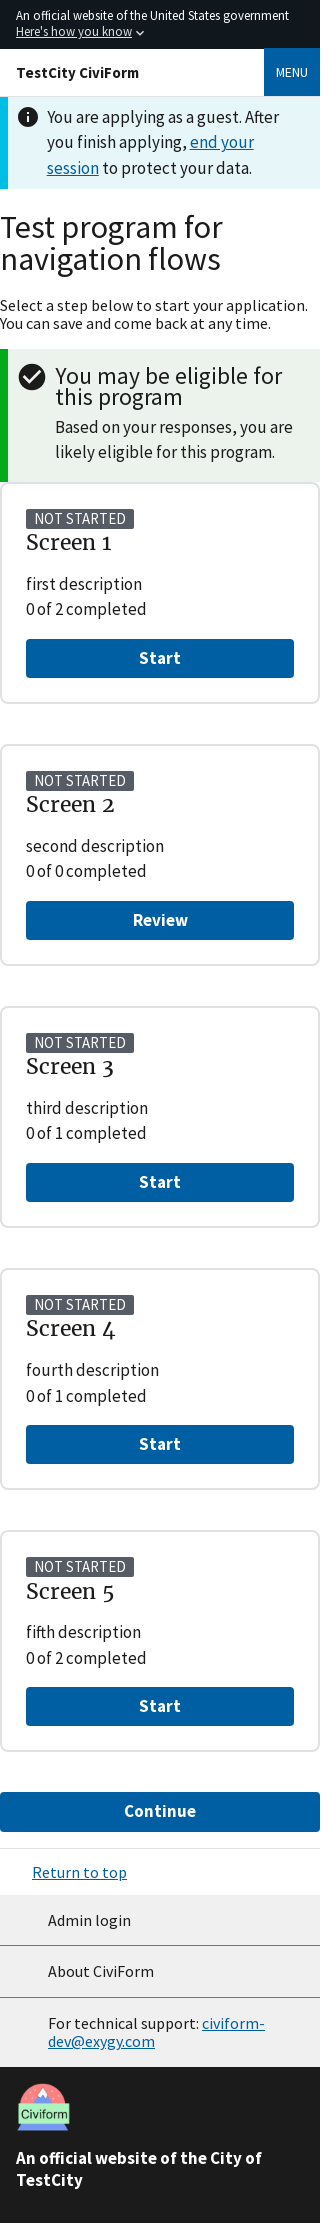 An official website of the United States government
Here's how you know
TestCity CiviForm
MENU
You are applying as a guest. After
you finish applying, end your
session to protect your data.
Test program for
navigation flows
Select a step below to start your application.
You can save and come back at any time.
You may be eligible for
this program
Based on your responses, you are
likely eligible for this program.
NOT STARTED
Screen 1
first description
0 of 2 completed
Start
NOT STARTED
Screen 2
second description
0 of 0 completed
Review
NOT STARTED
Screen 3
third description
0 of 1 completed
Start
NOT STARTED
Screen 4
fourth description
0 of 1 completed
Start
NOT STARTED
Screen 5
fifth description
0 of 2 completed
Start
Continue
Return to top
Admin login
About CiviForm
For technical support: civiform-
dev@exygy.com
Civiform
An official website of the City of
TestCity